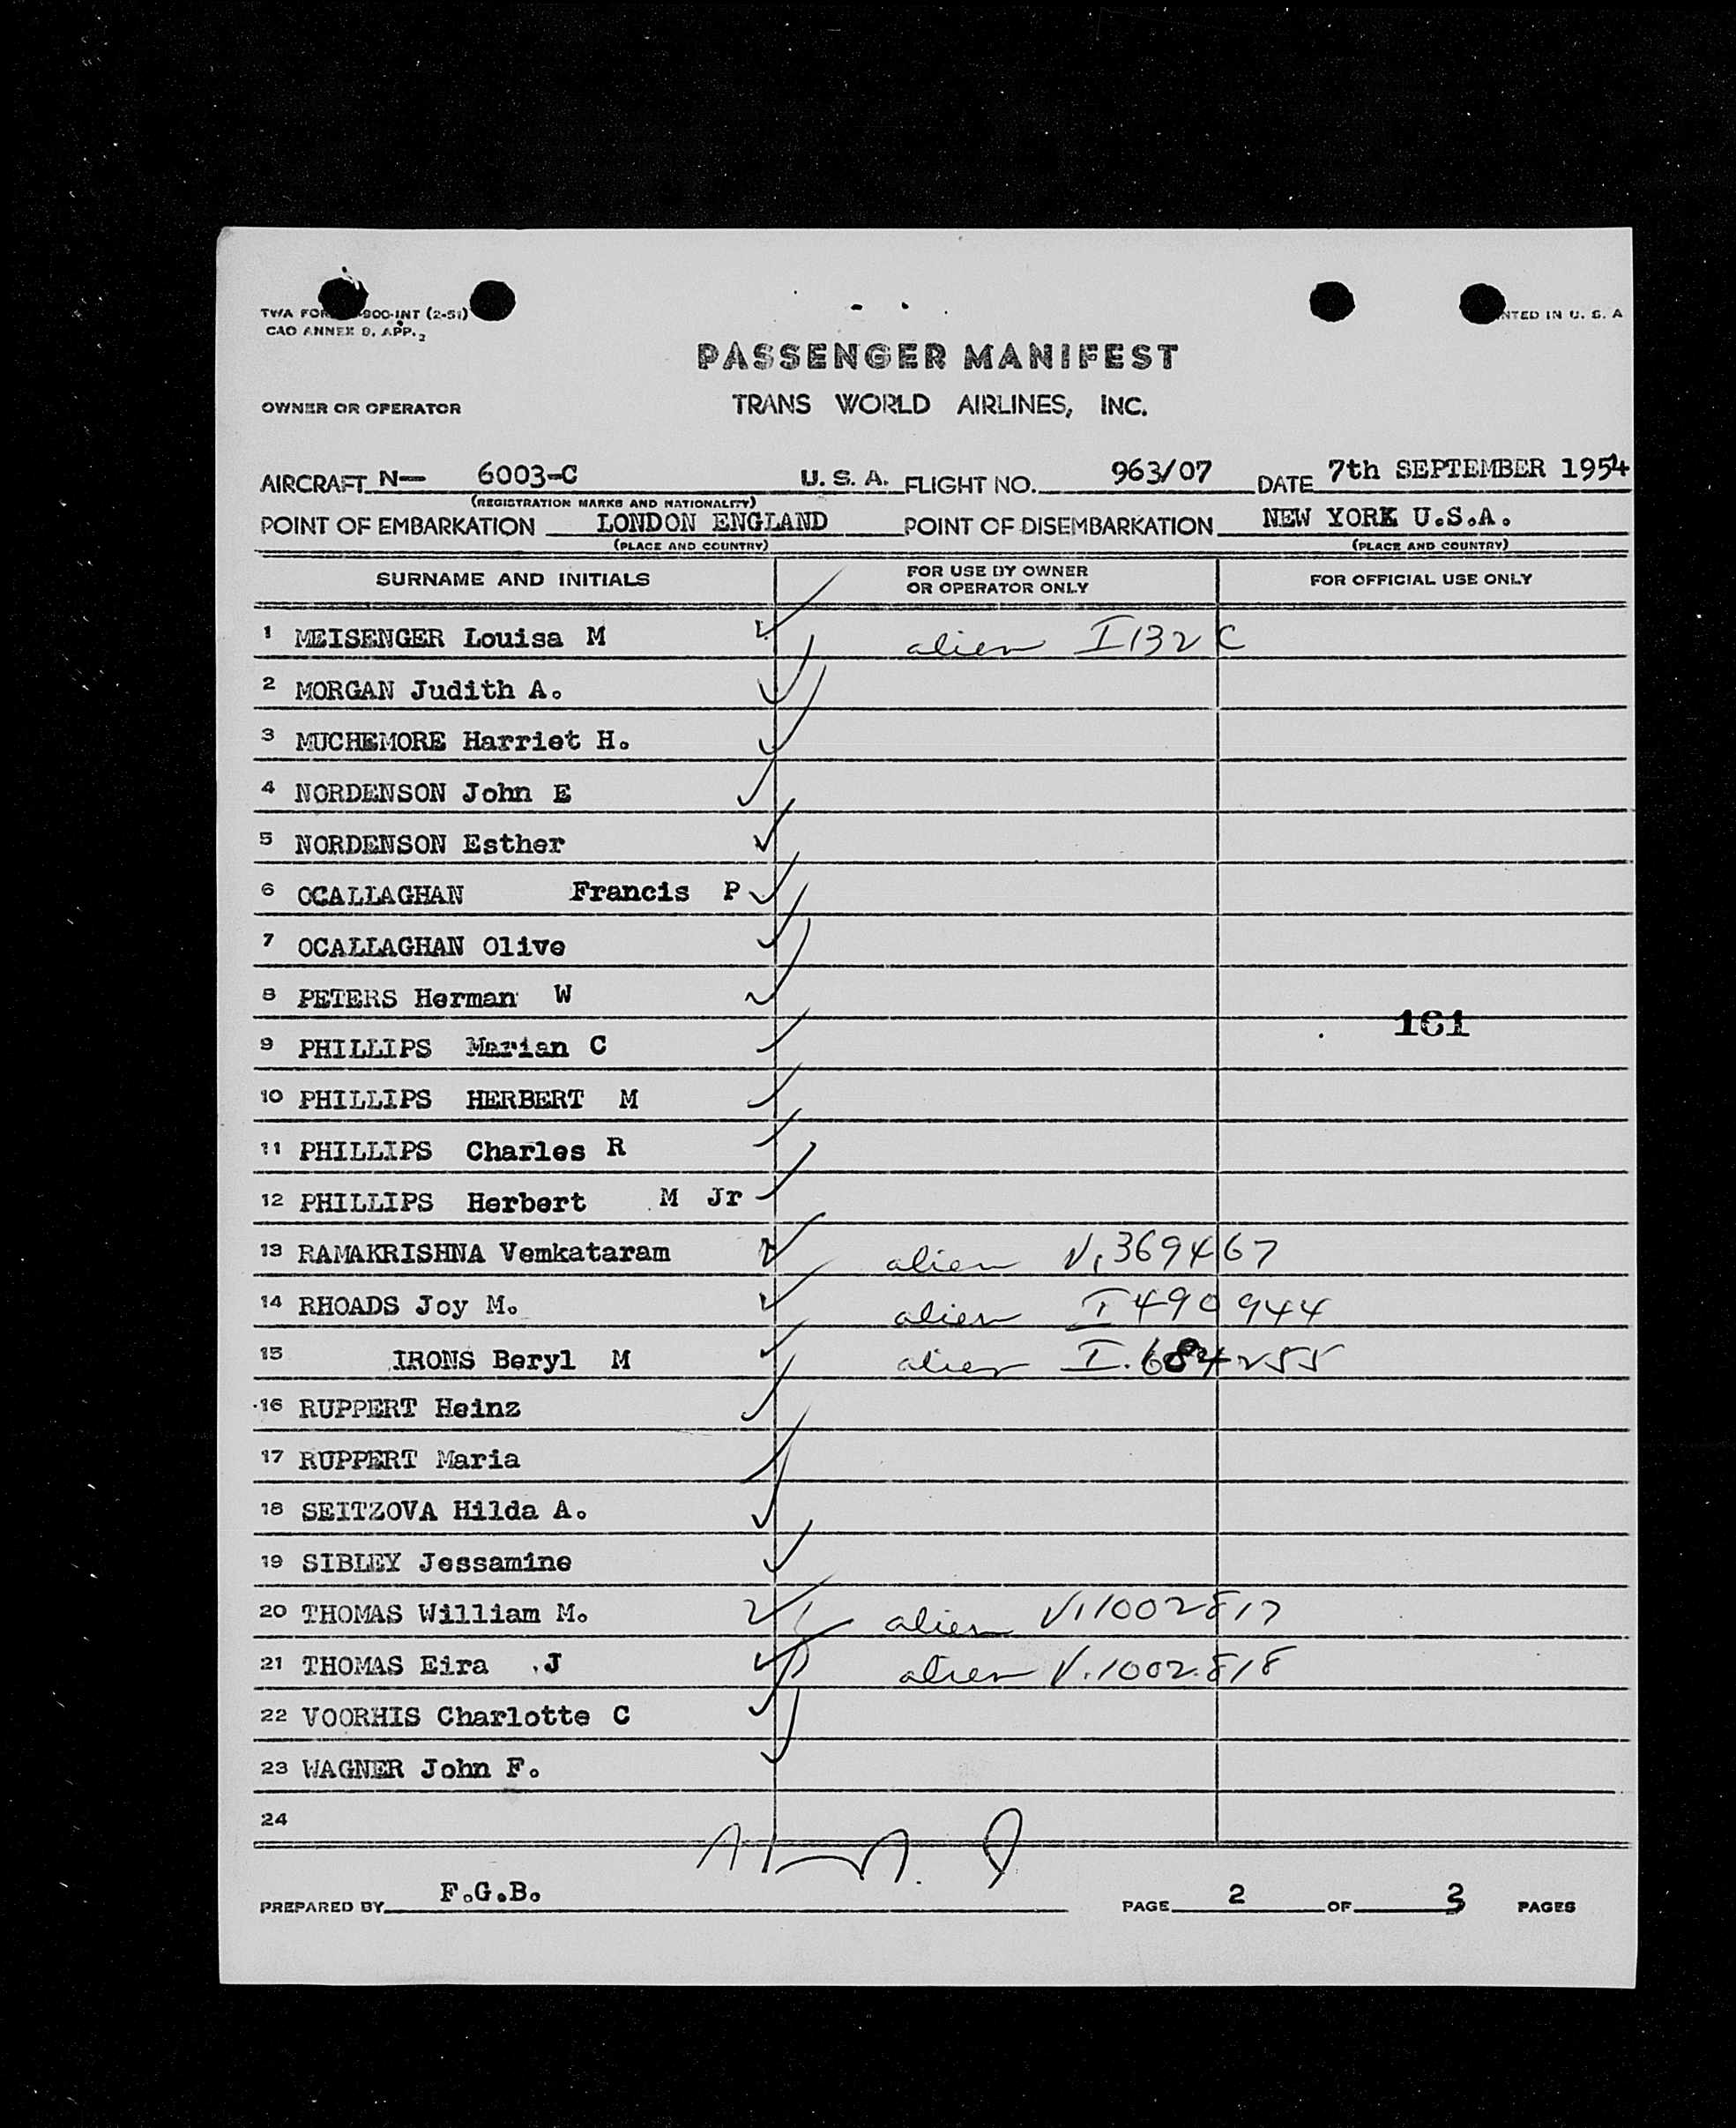 TWA FOR -900-INT (2-51)
CAO ANNEX 9, APP. 2
NTED IN U. S. A
PASSENGER MANIFEST
OWNER OR OPERATOR TRANS WORLD AIRLINES, INC.
AIRCRAFT N— 6003-C U. S. A. FLIGHT NO. 963/07 DATE 7th SEPTEMBER 1954
(REGISTRATION MARKS AND NATIONALITY)
POINT OF EMBARKATION LONDON ENGLAND POINT OF DISEMBARKATION NEW YORK U.S.A.
(PLACE AND COUNTRY) (PLACE AND COUNTRY)
SURNAME AND INITIALS FOR USE BY OWNER OR OPERATOR ONLY FOR OFFICIAL USE ONLY
1 MEISENGER Louisa M alien I 132 C
2 MORGAN Judith A.
3 MUCHEMORE Harriet H.
4 NORDENSON John E
5 NORDENSON Esther
6 OCALLAGHAN Francis P
7 OCALLAGHAN Olive
8 PETERS Herman W
161
9 PHILLIPS Marian C
10 PHILLIPS HERBERT M
11 PHILLIPS Charles R
12 PHILLIPS Herbert M Jr
13 RAMAKRISHNA Vemkataram alien V. 369467
14 RHOADS Joy M. alien I 490944
15 IRONS Beryl M alien I. 684255
16 RUPPERT Heinz
17 RUPPERT Maria
18 SEITZOVA Hilda A.
19 SIBLEY Jessamine
20 THOMAS William M. alien V. 1002817
21 THOMAS Eira .J alien V. 1002818
22 VOORHIS Charlotte C
23 WAGNER John F.
24
PREPARED BY F.G.B. PAGE 2 OF 3 PAGES